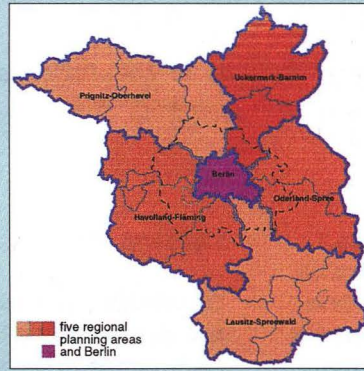 Uckermark-Barnim
Prignitz-Oberhavel
Berlin
Oderland-Spree
Havelland-Fläming
Lausitz-Spreewald
five regional
planning areas
and Berlin